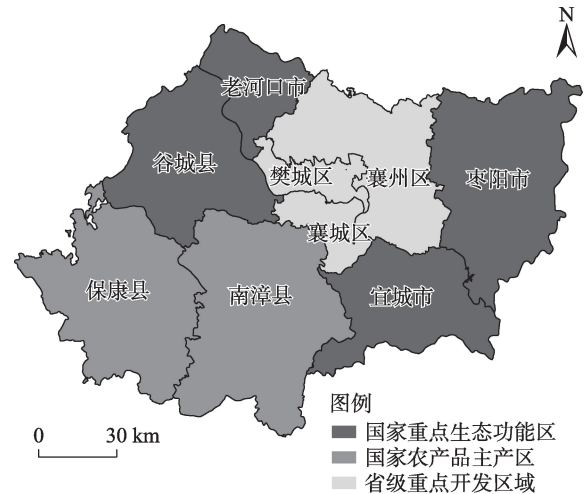 N
老河口市
谷城县
樊城区
襄州区
枣阳市
襄城区
保康县
南漳县
宜城市
图例
0 30 km
国家重点生态功能区
国家农产品主产区
省级重点开发区域